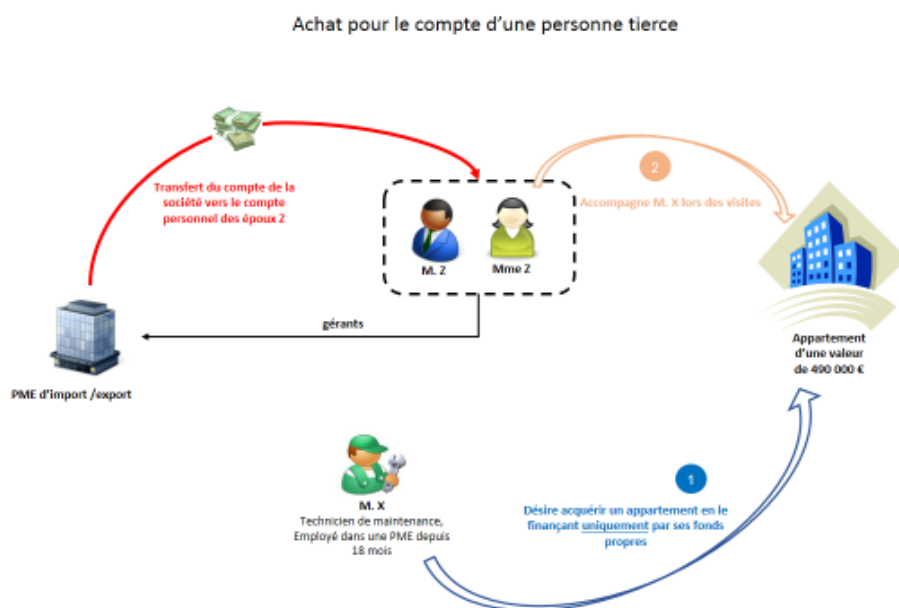 Achat pour le compte d'une personne tierce
Transfert du compte de la
société vers le compte
personnel des époux Z
2
Accompagne M. X lors des visites
M. Z
Mme Z
gérants
PME d'import /export
Appartement
d'une valeur
de 490 000 €
M. X
Technicien de maintenance,
Employé dans une PME depuis
18 mois
1
Désire acquérir un appartement en le
finançant uniquement par ses fonds
propres